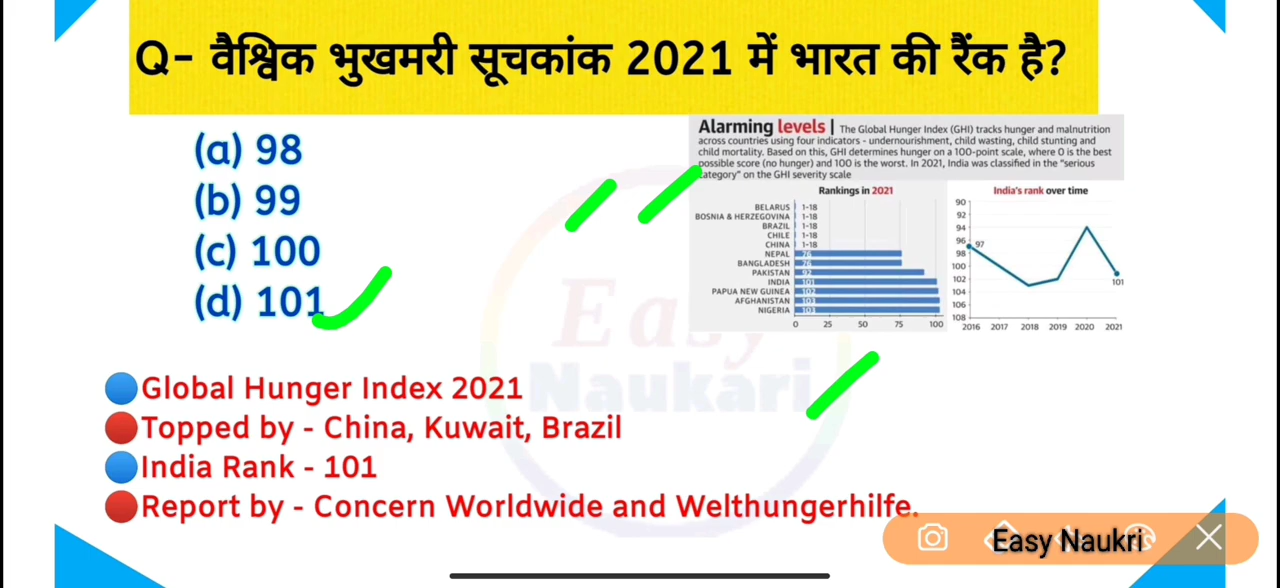 Q- वैश्विक भुखमरी सूचकांक 2021 में भारत की रैंक है?
(a) 98
(b) 99
(c) 100
(d) 101
Alarming levels | The Global Hunger Index (GHI) tracks hunger and malnutrition
across countries using four indicators - undernourishment, child wasting, child stunting and
child mortality. Based on this, GHI determines hunger on a 100-point scale, where 0 is the best
possible score (no hunger) and 100 is the worst. In 2021, India was classified in the "serious
category" on the GHI severity scale
Rankings in 2021
BELARUS 1-18
BOSNIA & HERZEGOVINA 1-18
BRAZIL 1-18
CHILE 1-18
CHINA 1-18
NEPAL 76
BANGLADESH 76
PAKISTAN 92
INDIA 101
PAPUA NEW GUINEA 102
AFGHANISTAN 103
NIGERIA 103
0 25 50 75 100
India's rank over time
90
92
94
96
97
98
100
102
101
104
106
108
2016 2017 2018 2019 2020 2021
Easy
Naukari
Global Hunger Index 2021
Topped by - China, Kuwait, Brazil
India Rank - 101
Report by - Concern Worldwide and Welthungerhilfe.
Easy Naukri